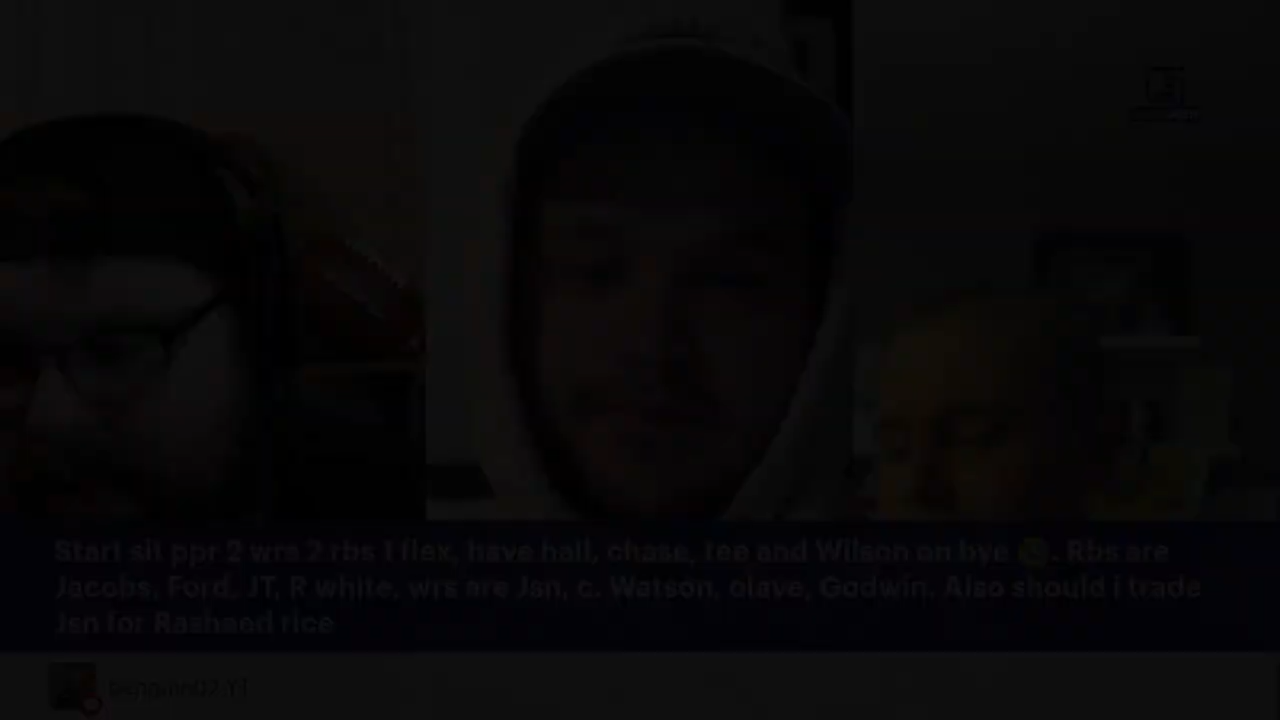 Start sit ppr 2 wrs 2 rbs 1 flex, have hall, chase, tee and Wilson on bye 😢. Rbs are
Jacobs, Ford, JT, R white, wrs are Jsn, c. Watson, olave, Godwin. Also should i trade
Jsn for Rasheed rice